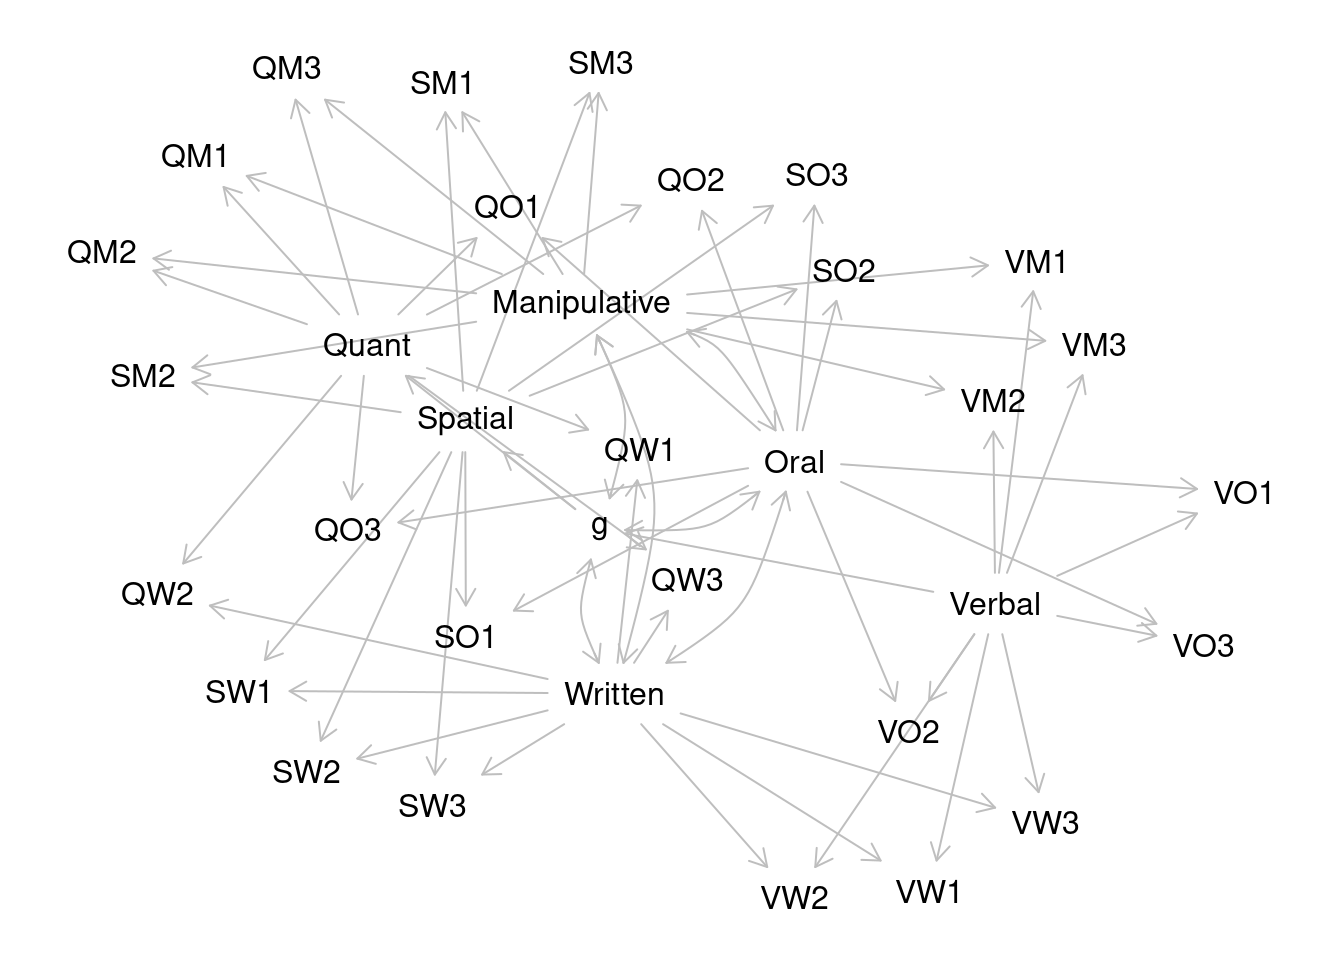 SM3
QM3
SM1
QM1
SO3
QO2
QO1
QM2
VM1
SO2
Manipulative
Quant
VM3
SM2
VM2
Spatial
QW1
Oral
VO1
g
QO3
QW3
QW2
Verbal
SO1
VO3
SW1
Written
VO2
SW2
SW3
VW3
VW1
VW2